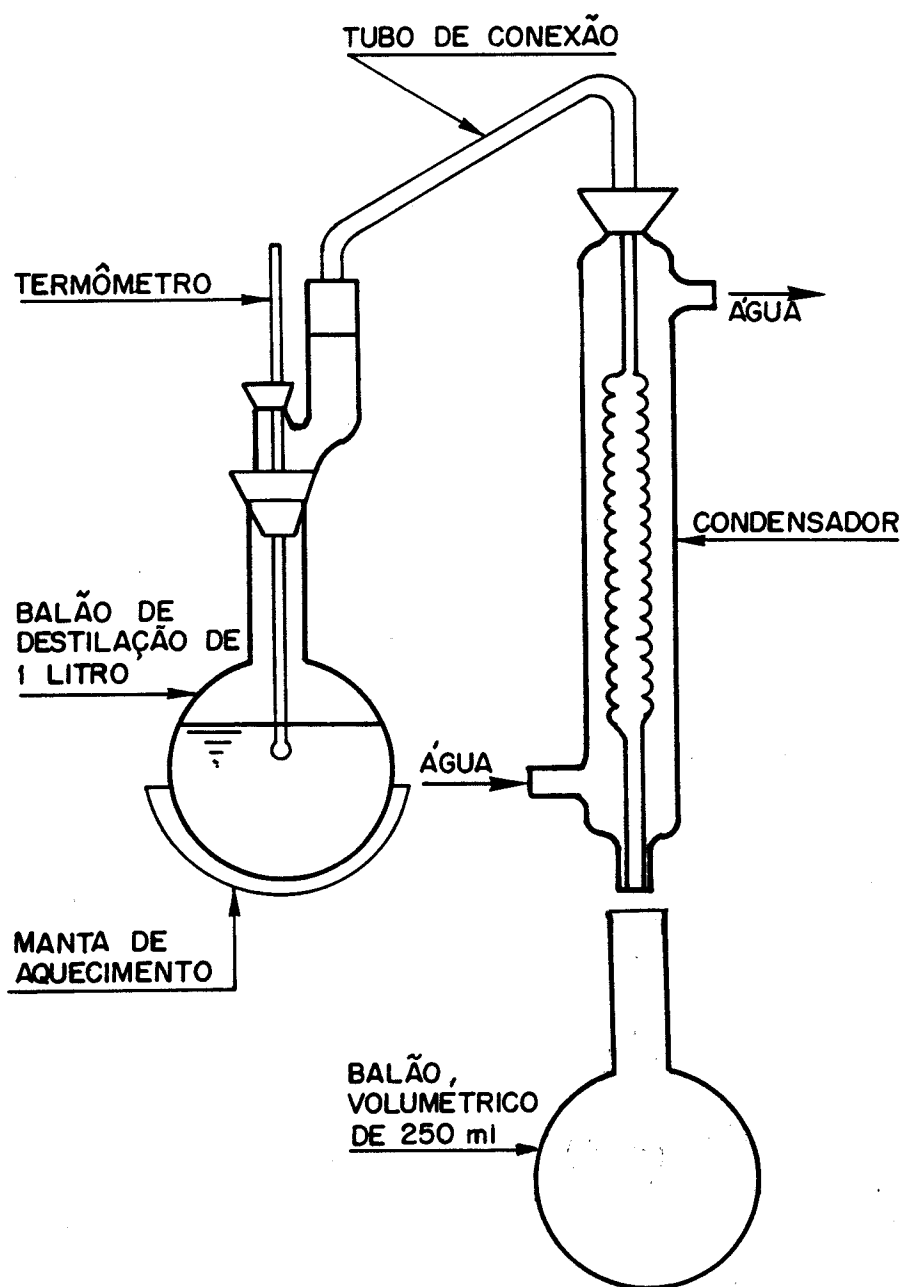 TUBO DE CONEXÃO
TERMÔMETRO
ÁGUA
CONDENSADOR
BALÃO DE
DESTILAÇÃO DE
1 LITRO
ÁGUA
MANTA DE
AQUECIMENTO
BALÃO,
VOLUMÉTRICO
DE 250 ml